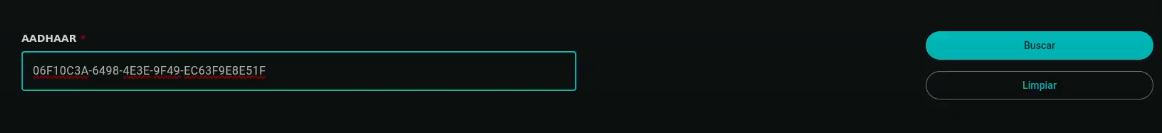 AADHAAR *
06F10C3A-6498-4E3E-9F49-EC63F9E8E51F
Buscar
Limpiar